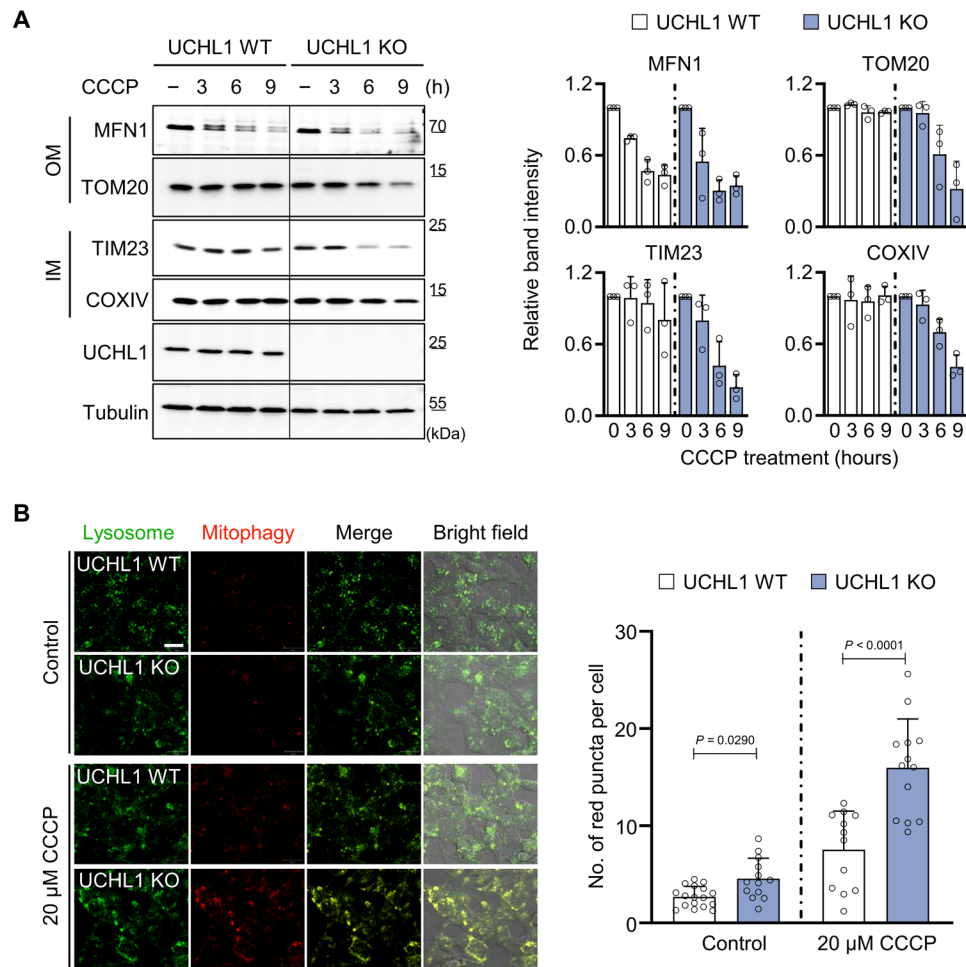 A
UCHL1 WT UCHL1 KO
CCCP – 3 6 9 – 3 6 9 (h)
OM
MFN1 70
TOM20 15
IM
TIM23 25
COXIV 15
UCHL1 25
Tubulin 55
(kDa)
UCHL1 WT UCHL1 KO
Relative band intensity
MFN1 TOM20
1.2 1.2
0.6 0.6
0.0 0.0
TIM23 COXIV
1.2 1.2
0.6 0.6
0.0 0.0
0 3 6 9 0 3 6 9 0 3 6 9 0 3 6 9
CCCP treatment (hours)
B
Lysosome Mitophagy Merge Bright field
Control
UCHL1 WT
UCHL1 KO
20 µM CCCP
UCHL1 WT
UCHL1 KO
UCHL1 WT UCHL1 KO
No. of red puncta per cell
30
20
10
0
P = 0.0290
P < 0.0001
Control 20 µM CCCP